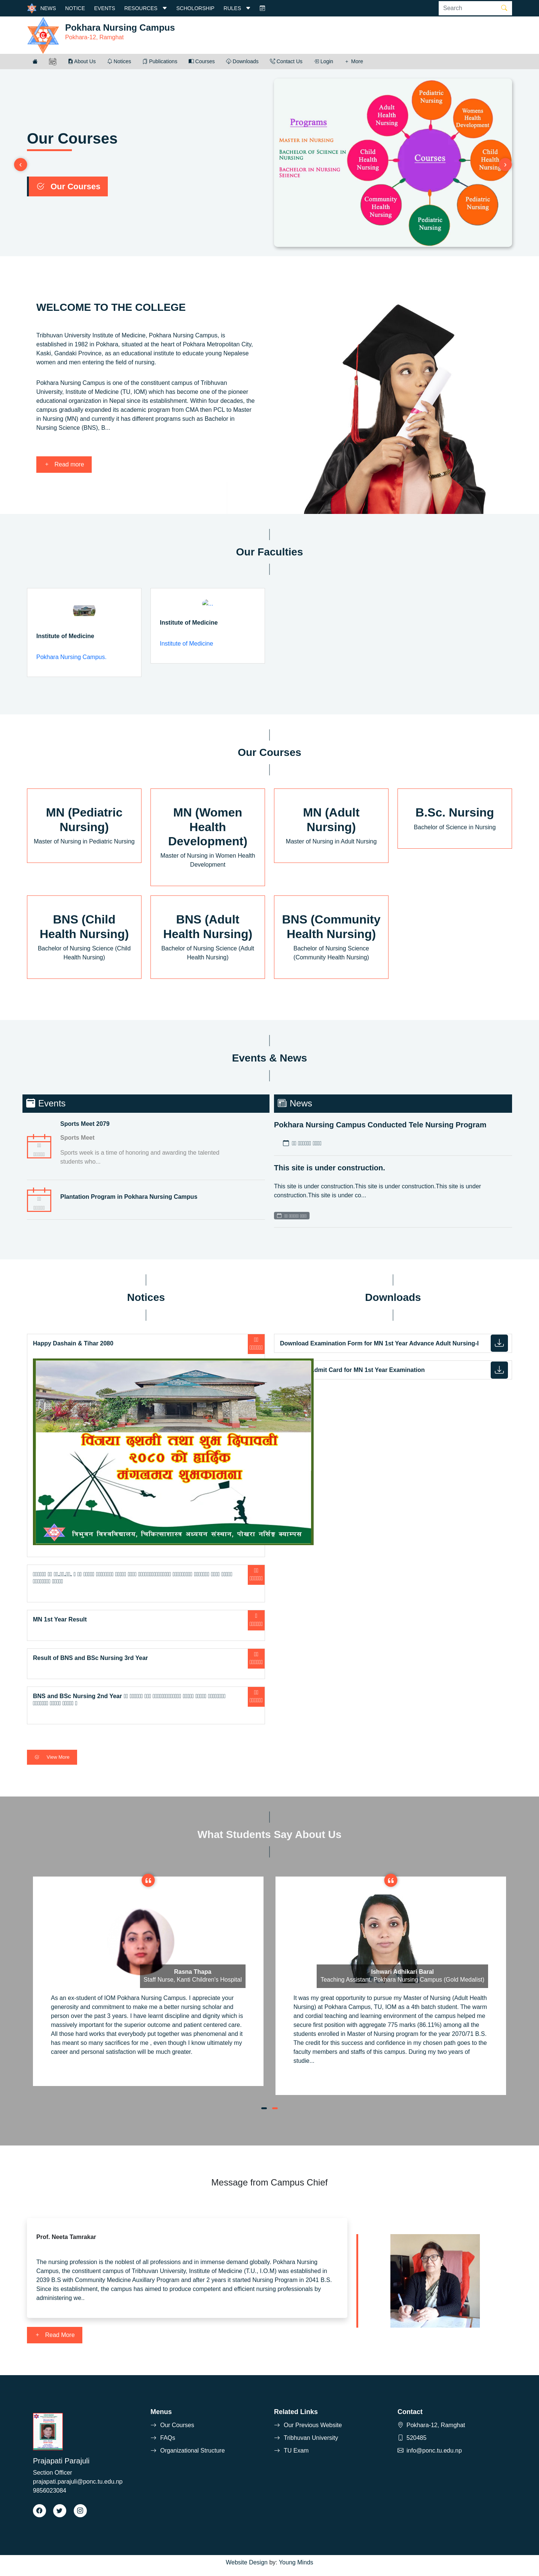 NEWS NOTICE EVENTS RESOURCES SCHOLARSHIP RULES
Search
Pokhara Nursing Campus
Pokhara-12, Ramghat
About Us Notices Publications Courses Downloads Contact Us Login More
Our Courses
Our Courses
Programs
Master in Nursing
Bachelor of Science in Nursing
Bachelor in Nursing Ssience
Courses
Pediatric Nursing
Womens Health Development
Child Health Nursing
Pediatric Nursing
Pediatric Nursing
Community Health Nursing
Child Health Nursing
Adult Health Nursing
WELCOME TO THE COLLEGE
Tribhuvan University Institute of Medicine, Pokhara Nursing Campus, is
established in 1982 in Pokhara, situated at the heart of Pokhara Metropolitan City,
Kaski, Gandaki Province, as an educational institute to educate young Nepalese
women and men entering the field of nursing.
Pokhara Nursing Campus is one of the constituent campus of Tribhuvan
University, Institute of Medicine (TU, IOM) which has become one of the pioneer
educational organization in Nepal since its establishment. Within four decades, the
campus gradually expanded its academic program from CMA then PCL to Master
in Nursing (MN) and currently it has different programs such as Bachelor in
Nursing Science (BNS), B...
Read more
Our Faculties
Institute of Medicine
Pokhara Nursing Campus.
Institute of Medicine
Institute of Medicine
Our Courses
MN (Pediatric Nursing)
Master of Nursing in Pediatric Nursing
MN (Women Health Development)
Master of Nursing in Women Health Development
MN (Adult Nursing)
Master of Nursing in Adult Nursing
B.Sc. Nursing
Bachelor of Science in Nursing
BNS (Child Health Nursing)
Bachelor of Nursing Science (Child Health Nursing)
BNS (Adult Health Nursing)
Bachelor of Nursing Science (Adult Health Nursing)
BNS (Community Health Nursing)
Bachelor of Nursing Science (Community Health Nursing)
Events & News
Events
Sports Meet 2079
Sports Meet
Sports week is a time of honoring and awarding the talented
students who...
Plantation Program in Pokhara Nursing Campus
News
Pokhara Nursing Campus Conducted Tele Nursing Program
This site is under construction.
This site is under construction.This site is under construction.This site is under
construction.This site is under co...
Notices
Happy Dashain & Tihar 2080
विजया दशमी तथा शुभ दिपावली
२०८० को हार्दिक
मंगलमय शुभकामना
त्रिभुवन विश्वविद्यालय, चिकित्साशास्त्र अध्ययन संस्थान, पोखरा नर्सिङ्ग क्याम्पस
MN 1st Year Result
Result of BNS and BSc Nursing 3rd Year
BNS and BSc Nursing 2nd Year
View More
Downloads
Download Examination Form for MN 1st Year Advance Adult Nursing-I
dmit Card for MN 1st Year Examination
What Students Say About Us
Rasna Thapa
Staff Nurse, Kanti Children's Hospital
As an ex-student of IOM Pokhara Nursing Campus. I appreciate your
generosity and commitment to make me a better nursing scholar and
person over the past 3 years. I have learnt discipline and dignity which is
massively important for the superior outcome and patient centered care.
All those hard works that everybody put together was phenomenal and it
has meant so many sacrifices for me , even though I know ultimately my
career and personal satisfaction will be much greater.
Ishwari Adhikari Baral
Teaching Assistant, Pokhara Nursing Campus (Gold Medalist)
It was my great opportunity to pursue my Master of Nursing (Adult Health
Nursing) at Pokhara Campus, TU, IOM as a 4th batch student. The warm
and cordial teaching and learning environment of the campus helped me
secure first position with aggregate 775 marks (86.11%) among all the
students enrolled in Master of Nursing program for the year 2070/71 B.S.
The credit for this success and confidence in my chosen path goes to the
faculty members and staffs of this campus. During my two years of
studie...
Message from Campus Chief
Prof. Neeta Tamrakar
The nursing profession is the noblest of all professions and in immense demand globally. Pokhara Nursing
Campus, the constituent campus of Tribhuvan University, Institute of Medicine (T.U., I.O.M) was established in
2039 B.S with Community Medicine Auxillary Program and after 2 years it started Nursing Program in 2041 B.S.
Since its establishment, the campus has aimed to produce competent and efficient nursing professionals by
administering we..
Read More
Prajapati Parajuli
Section Officer
prajapati.parajuli@ponc.tu.edu.np
9856023084
Menus
Our Courses
FAQs
Organizational Structure
Related Links
Our Previous Website
Tribhuvan University
TU Exam
Contact
Pokhara-12, Ramghat
520485
info@ponc.tu.edu.np
Website Design by: Young Minds